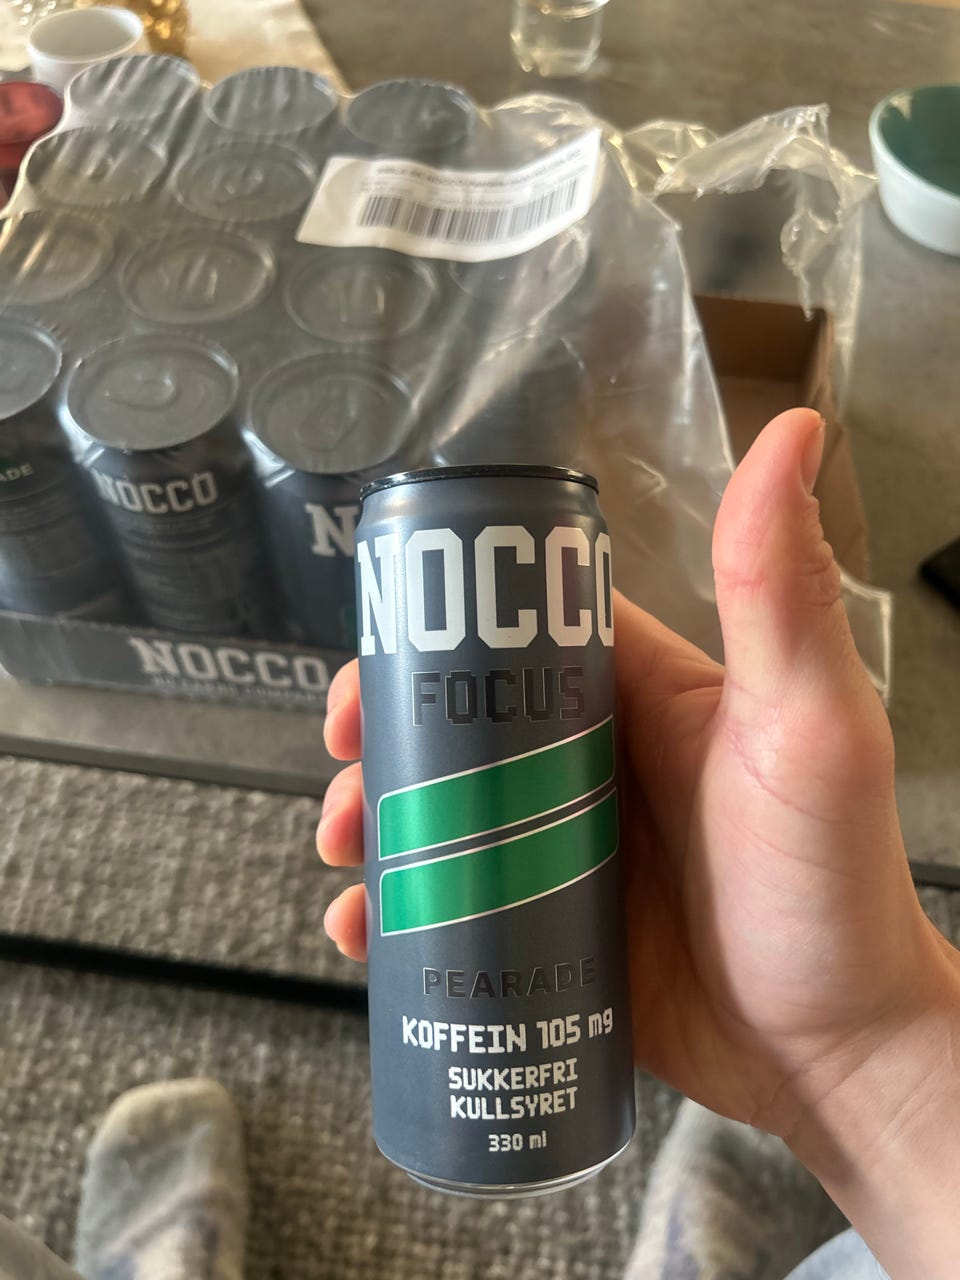 ADE
NOCCO
N
NOCCO
NOCCO
FOCUS
PEARADE
KOFFEIN 105 mg
SUKKERFRI
KULLSYRET
330 ml